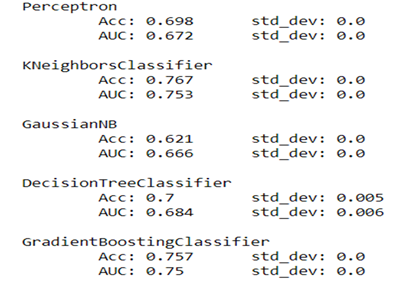 Perceptron
Acc: 0.698 std_dev: 0.0
AUC: 0.672 std_dev: 0.0
KNeighborsClassifier
Acc: 0.767 std_dev: 0.0
AUC: 0.753 std_dev: 0.0
GaussianNB
Acc: 0.621 std_dev: 0.0
AUC: 0.666 std_dev: 0.0
DecisionTreeClassifier
Acc: 0.7 std_dev: 0.005
AUC: 0.684 std_dev: 0.006
GradientBoostingClassifier
Acc: 0.757 std_dev: 0.0
AUC: 0.75 std_dev: 0.0